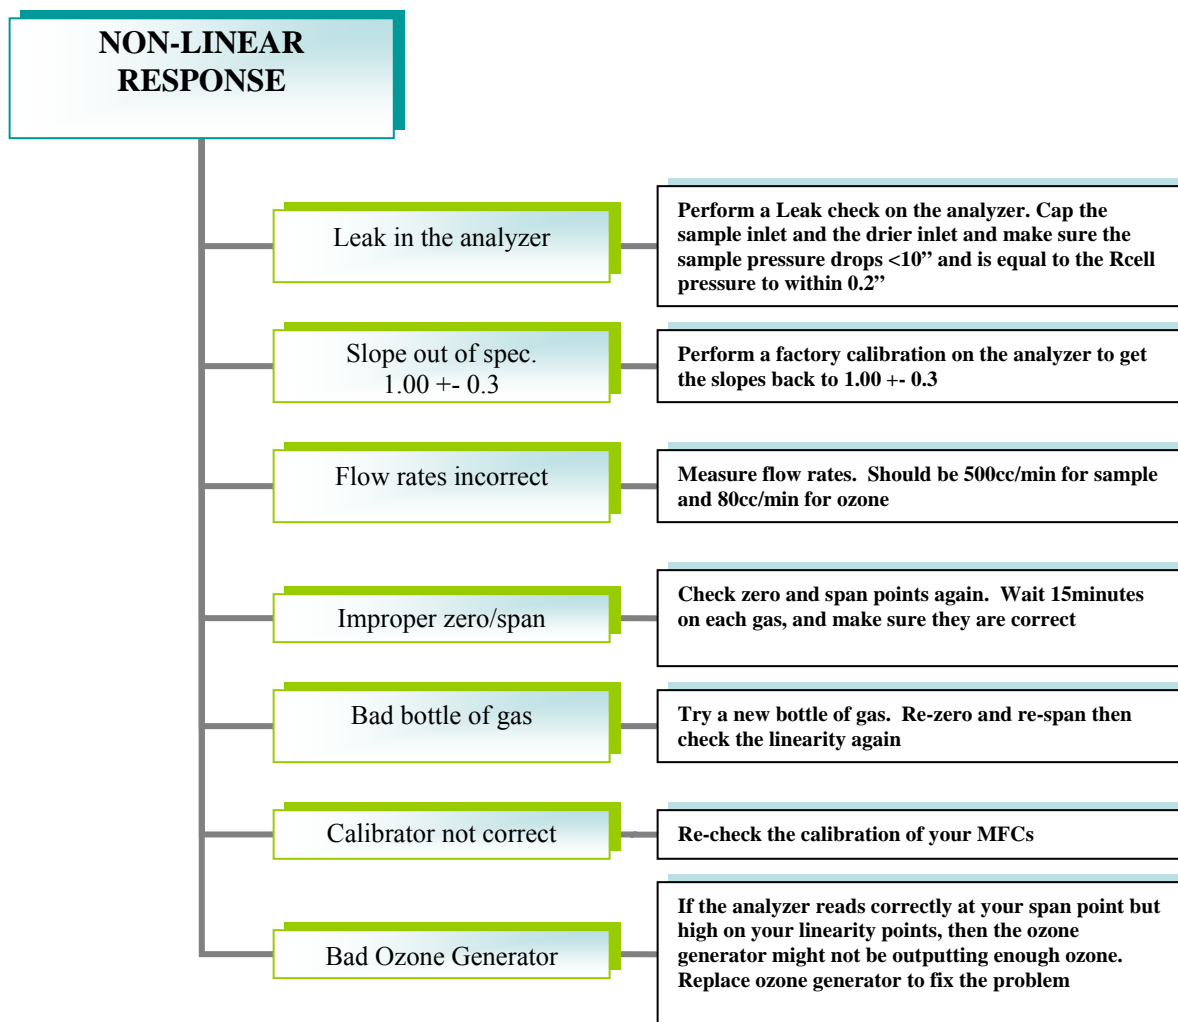 NON-LINEAR
RESPONSE
Leak in the analyzer
Perform a Leak check on the analyzer. Cap the
sample inlet and the drier inlet and make sure the
sample pressure drops <10” and is equal to the Rcell
pressure to within 0.2”
Slope out of spec.
1.00 +- 0.3
Perform a factory calibration on the analyzer to get
the slopes back to 1.00 +- 0.3
Flow rates incorrect
Measure flow rates.  Should be 500cc/min for sample
and 80cc/min for ozone
Improper zero/span
Check zero and span points again.  Wait 15minutes
on each gas, and make sure they are correct
Bad bottle of gas
Try a new bottle of gas.  Re-zero and re-span then
check the linearity again
Calibrator not correct
Re-check the calibration of your MFCs
Bad Ozone Generator
If the analyzer reads correctly at your span point but
high on your linearity points, then the ozone
generator might not be outputting enough ozone.
Replace ozone generator to fix the problem